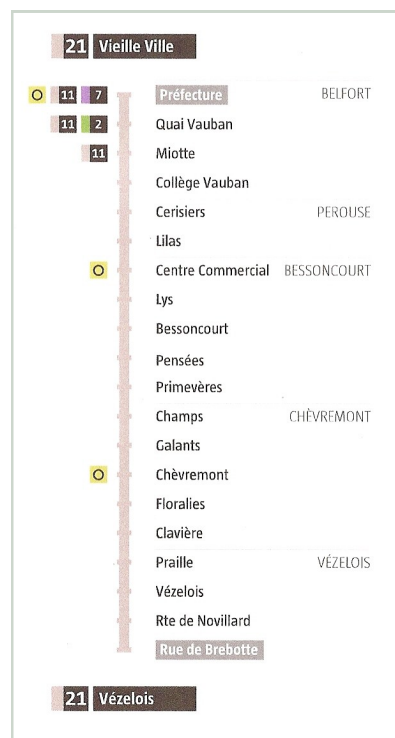 21 Vieille Ville
O 11 7 Préfecture BELFORT
11 2 Quai Vauban
11 Miotte
Collège Vauban
Cerisiers PEROUSE
Lilas
O Centre Commercial BESSONCOURT
Lys
Bessoncourt
Pensées
Primevères
Champs CHÈVREMONT
Galants
O Chèvremont
Floralies
Clavière
Praille VÉZELOIS
Vézelois
Rte de Novillard
Rue de Brebotte
21 Vézelois